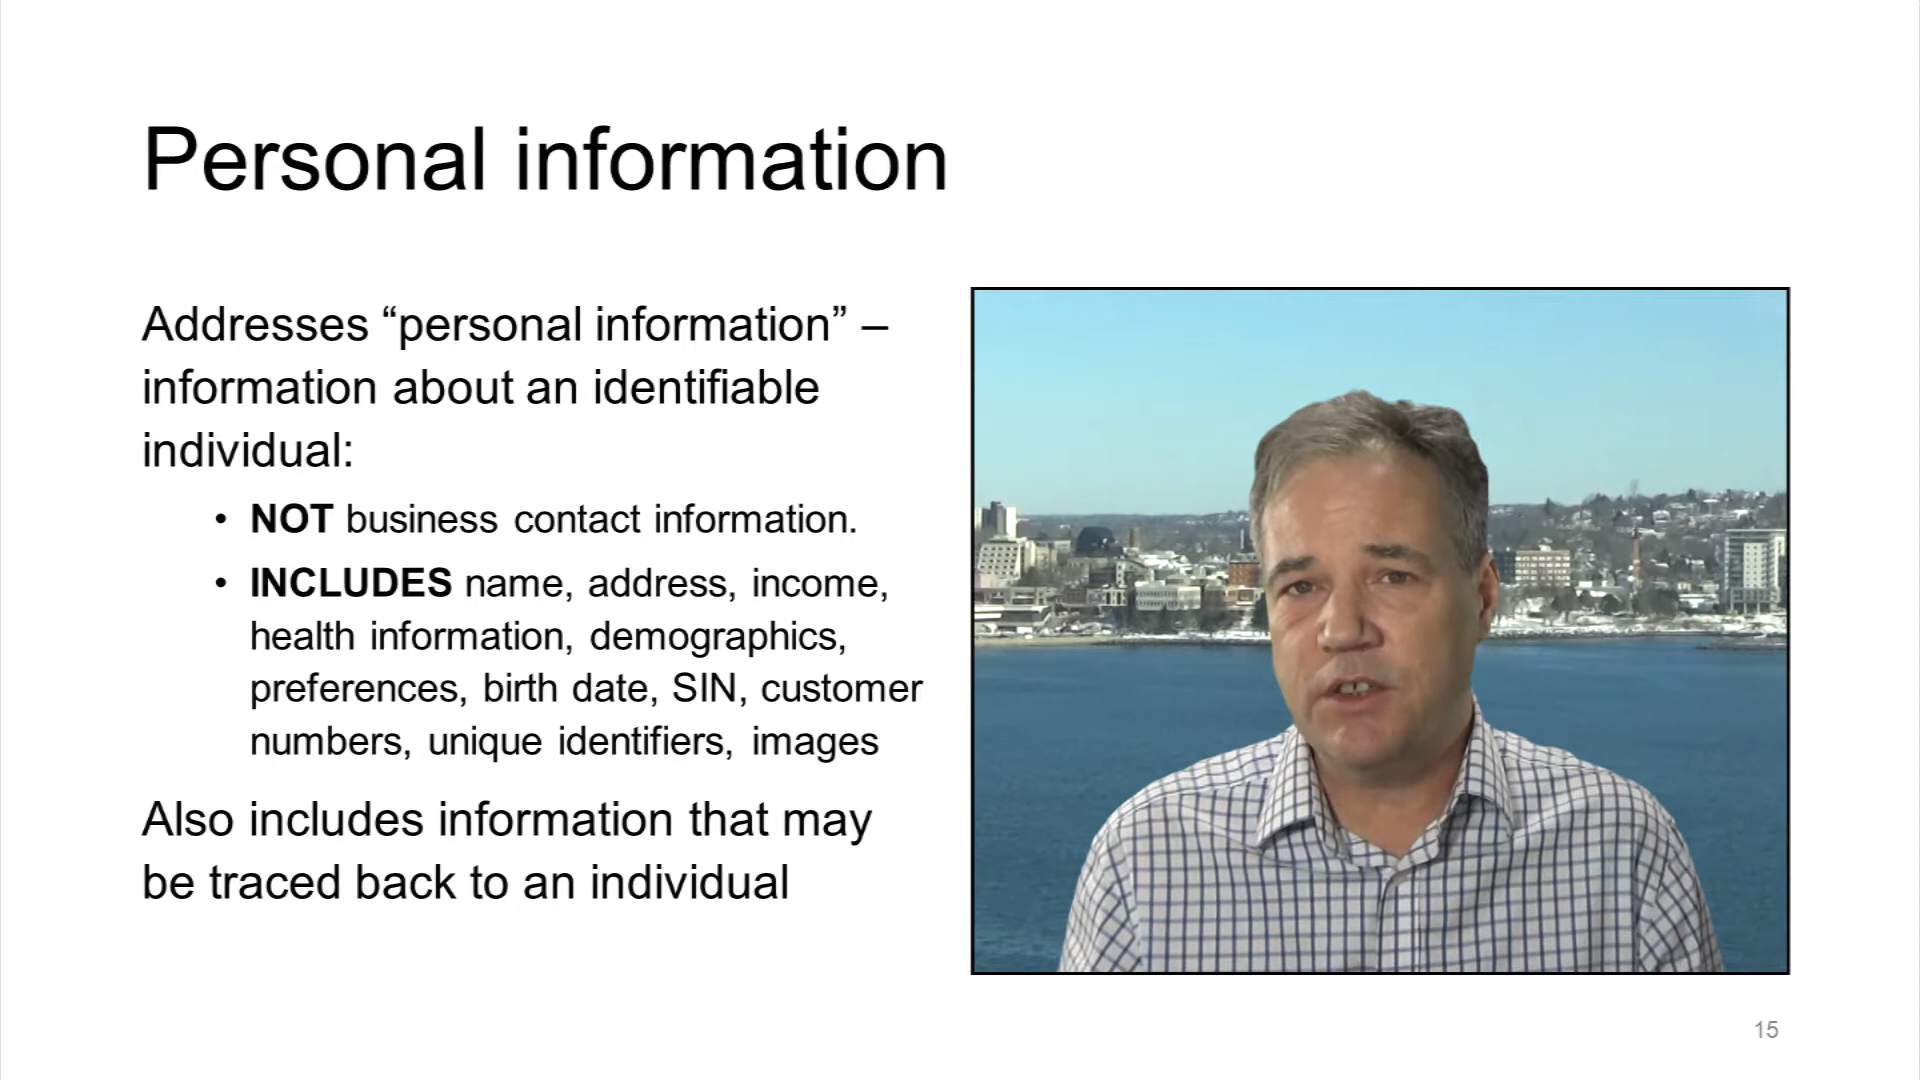 Personal information
Addresses “personal information” –
information about an identifiable
individual:
• NOT business contact information.
• INCLUDES name, address, income,
health information, demographics,
preferences, birth date, SIN, customer
numbers, unique identifiers, images
Also includes information that may
be traced back to an individual
15